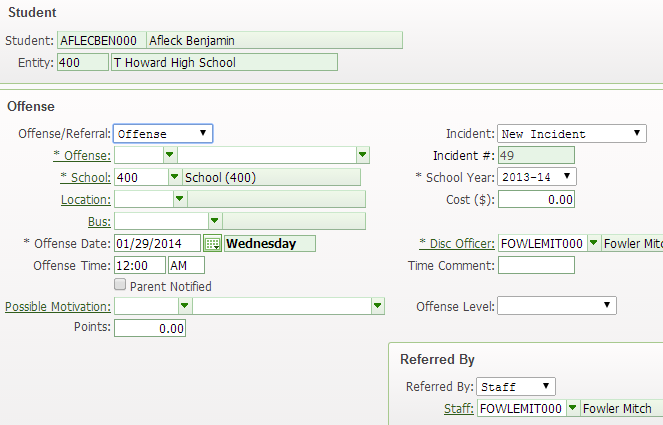 Student
Student: AFLECBEN000 Afleck Benjamin
Entity: 400 T Howard High School
Offense
Offense/Referral: Offense Incident: New Incident
* Offense: Incident #: 49
* School: 400 School (400) * School Year: 2013-14
Location: Cost ($): 0.00
Bus:
* Offense Date: 01/29/2014 Wednesday * Disc Officer: FOWLEMIT000 Fowler Mitch
Offense Time: 12:00 AM Time Comment:
Parent Notified
Possible Motivation: Offense Level:
Points: 0.00
Referred By
Referred By: Staff
Staff: FOWLEMIT000 Fowler Mitch